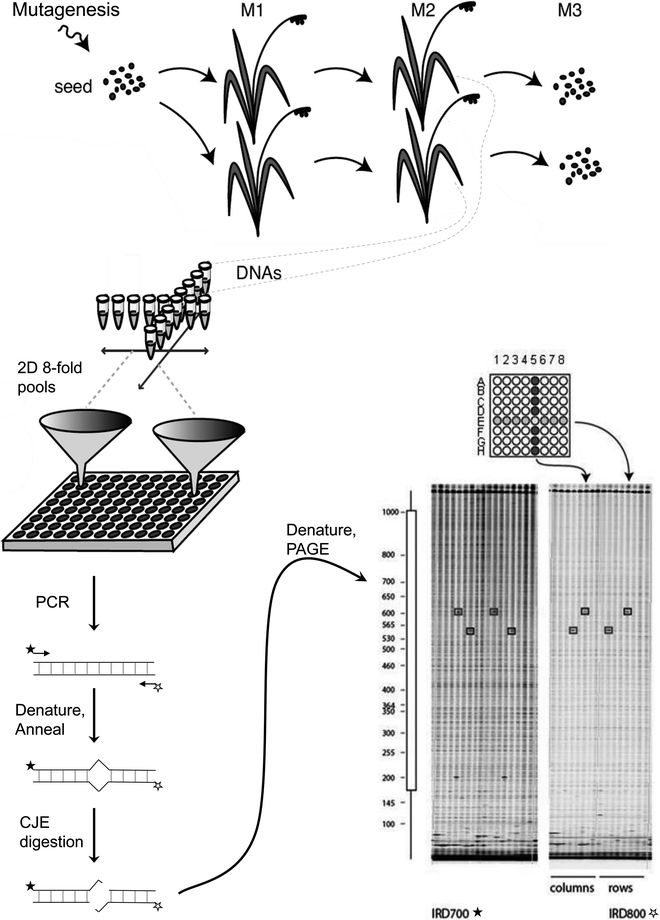 Mutagenesis
M1
M2
M3
seed
DNAs
2D 8-fold
pools
1 2 3 4 5 6 7 8
A
B
C
D
E
F
G
H
Denature,
PAGE
PCR
Denature,
Anneal
CJE
digestion
1000
800
700
650
600
565
530
500
460
400
364
350
300
255
200
145
100
columns
rows
IRD700 ★
IRD800 ☆